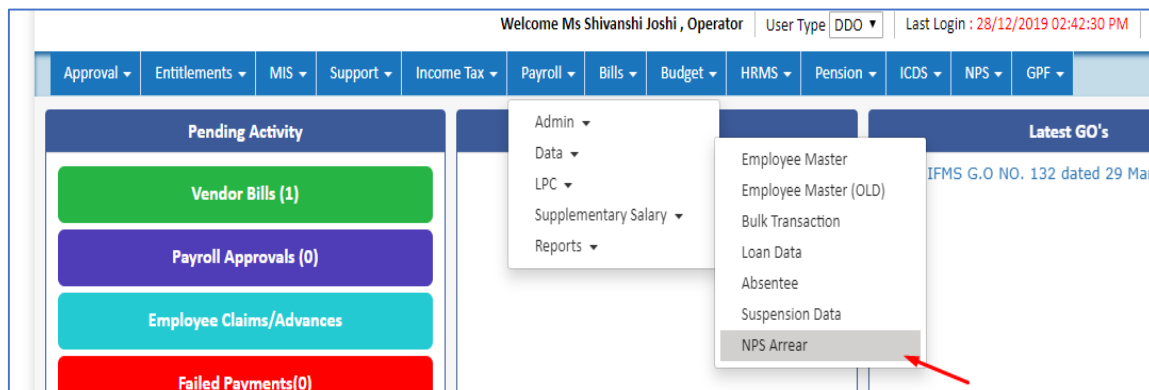 Welcome Ms Shivanshi Joshi , Operator User Type DDO Last Login : 28/12/2019 02:42:30 PM
Approval Entitlements MIS Support Income Tax Payroll Bills Budget HRMS Pension ICDS NPS GPF
Pending Activity
Vendor Bills (1)
Payroll Approvals (0)
Employee Claims/Advances
Failed Payments(0)
Admin
Data
LPC
Supplementary Salary
Reports
Employee Master
Employee Master (OLD)
Bulk Transaction
Loan Data
Absentee
Suspension Data
NPS Arrear
Latest GO's
IFMS G.O NO. 132 dated 29 Mar